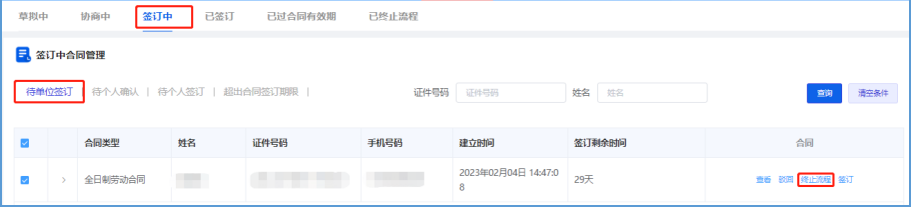 草拟中 协商中 签订中 已签订 已过合同有效期 已终止流程
签订中合同管理
待单位签订 | 待个人确认 | 待个人签订 | 超出合同签订期限 | 证件号码 证件号码 姓名 姓名 查询 清空条件
合同类型 姓名 证件号码 手机号码 建立时间 签订剩余时间 合同
全日制劳动合同 2023年02月04日 14:47:0
8 29天 查看 驳回 终止流程 签订